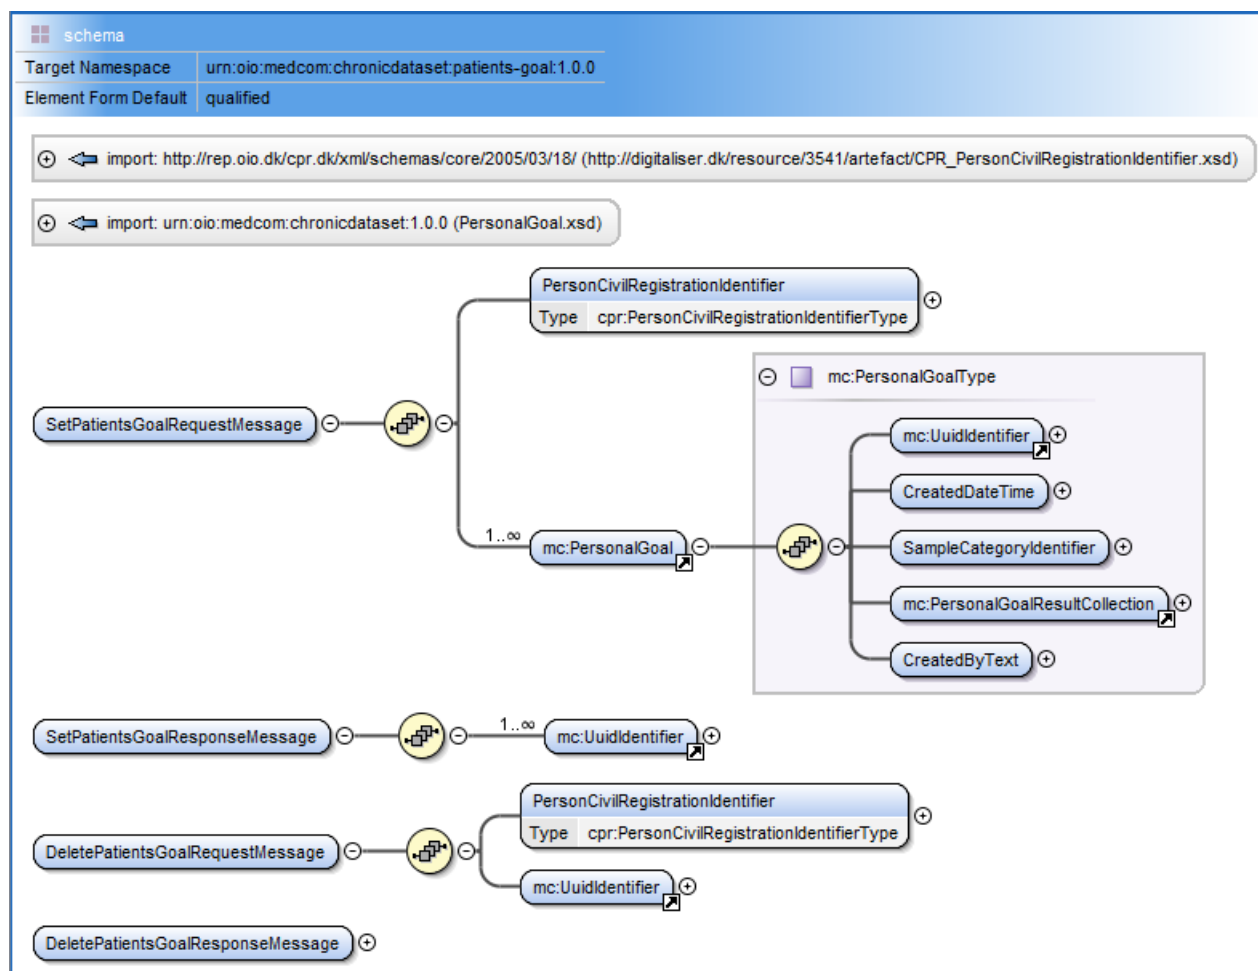 schema
Target Namespace urn:oio:medcom:chronicdataset:patients-goal:1.0.0
Element Form Default qualified
import: http://rep.oio.dk/cpr.dk/xml/schemas/core/2005/03/18/ (http://digitaliser.dk/resource/3541/artefact/CPR_PersonCivilRegistrationIdentifier.xsd)
import: urn:oio:medcom:chronicdataset:1.0.0 (PersonalGoal.xsd)
PersonCivilRegistrationIdentifier
Type cpr:PersonCivilRegistrationIdentifierType
mc:PersonalGoalType
SetPatientsGoalRequestMessage
mc:UuidIdentifier
CreatedDateTime
1..∞
mc:PersonalGoal
SampleCategoryIdentifier
mc:PersonalGoalResultCollection
CreatedByText
SetPatientsGoalResponseMessage
1..∞
mc:UuidIdentifier
PersonCivilRegistrationIdentifier
Type cpr:PersonCivilRegistrationIdentifierType
DeletePatientsGoalRequestMessage
mc:UuidIdentifier
DeletePatientsGoalResponseMessage